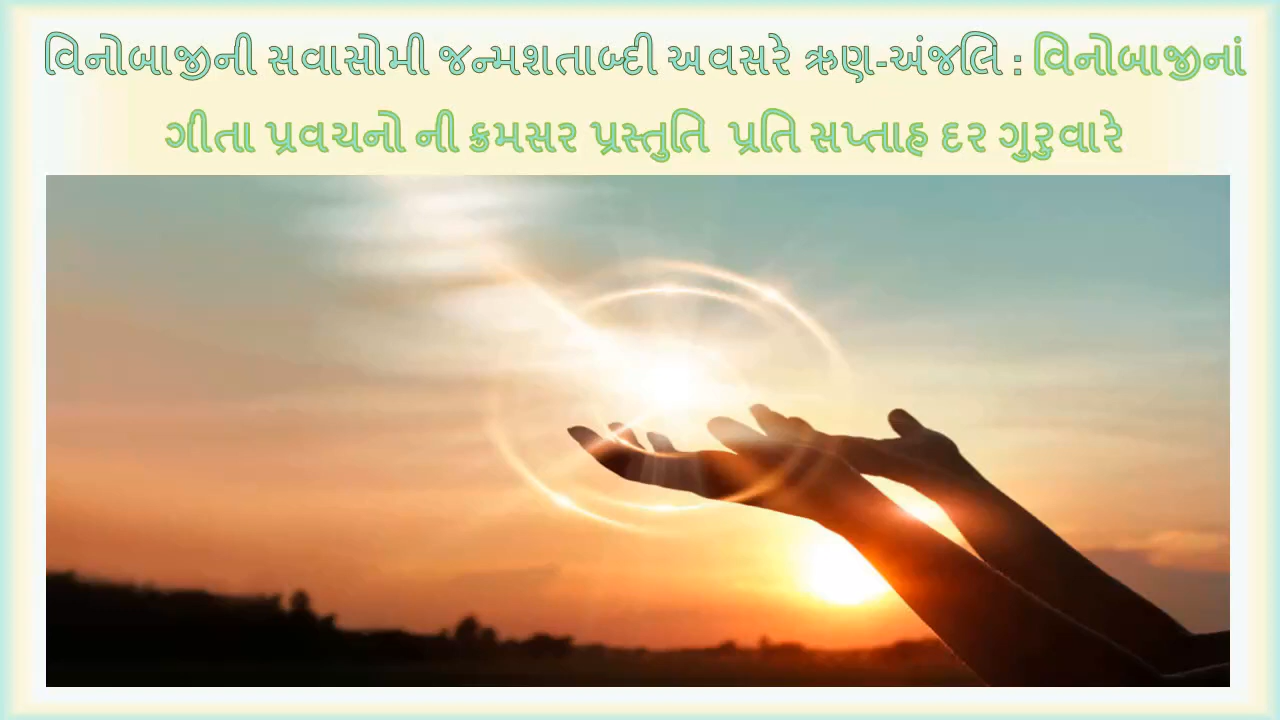 વિનોબાજીની સવાસોમી જન્મશતાબ્દી અવસરે ઋણ-અંજલિ : વિનોબાજીનાં
ગીતા પ્રવચનો ની ક્રમસર પ્રસ્તુતિ પ્રતિ સપ્તાહ દર ગુરુવારે